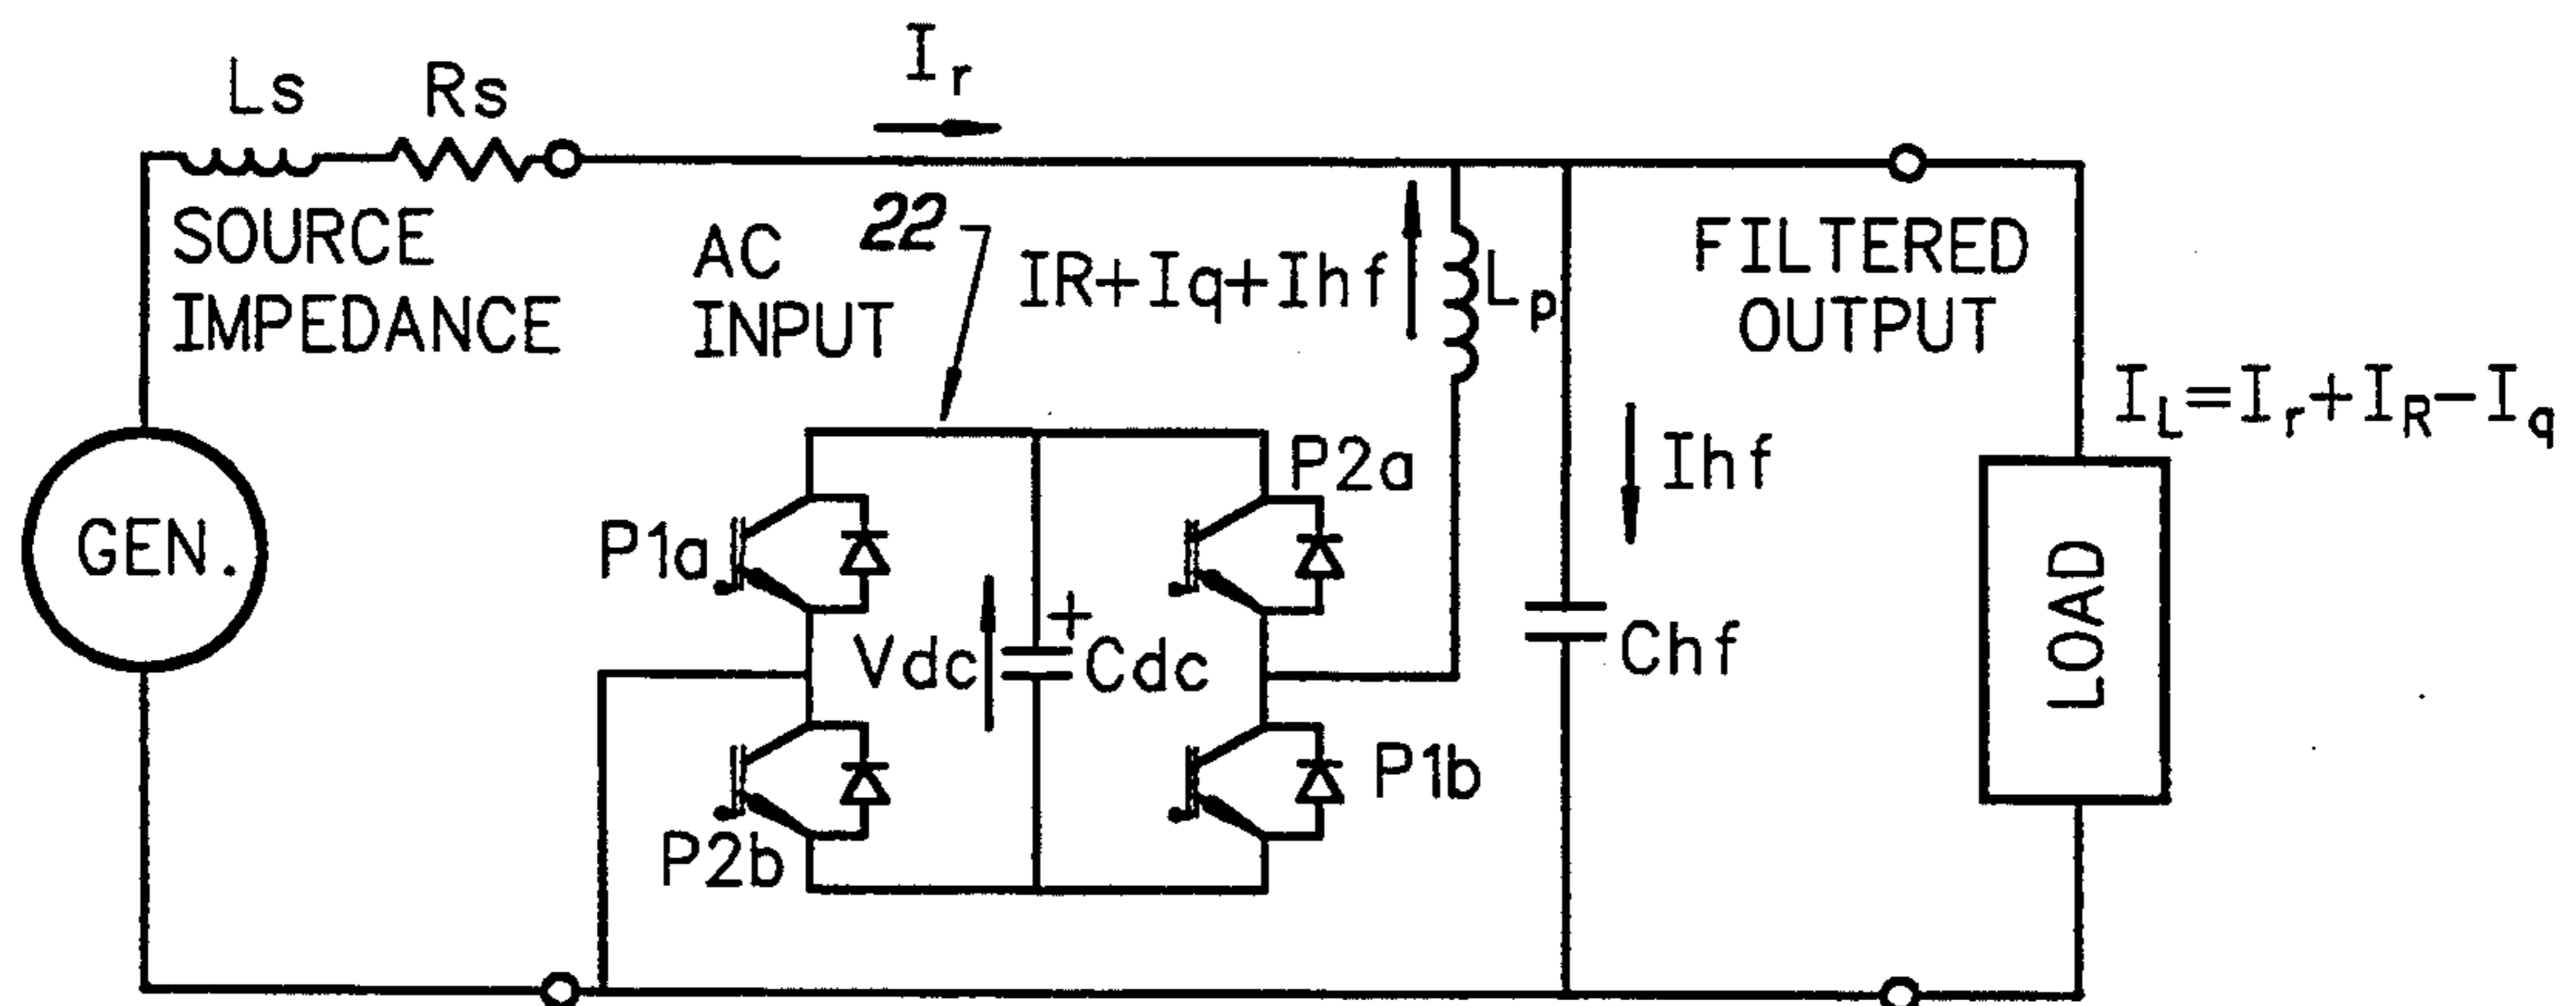 Ls
Rs
Ir
SOURCE
IMPEDANCE
AC
INPUT
22
IR+Iq+Ihf
Lp
FILTERED
OUTPUT
IL=Ir+IR-Iq
GEN.
P1a
P2a
Ihf
Vdc
+
Cdc
Chf
LOAD
P2b
P1b